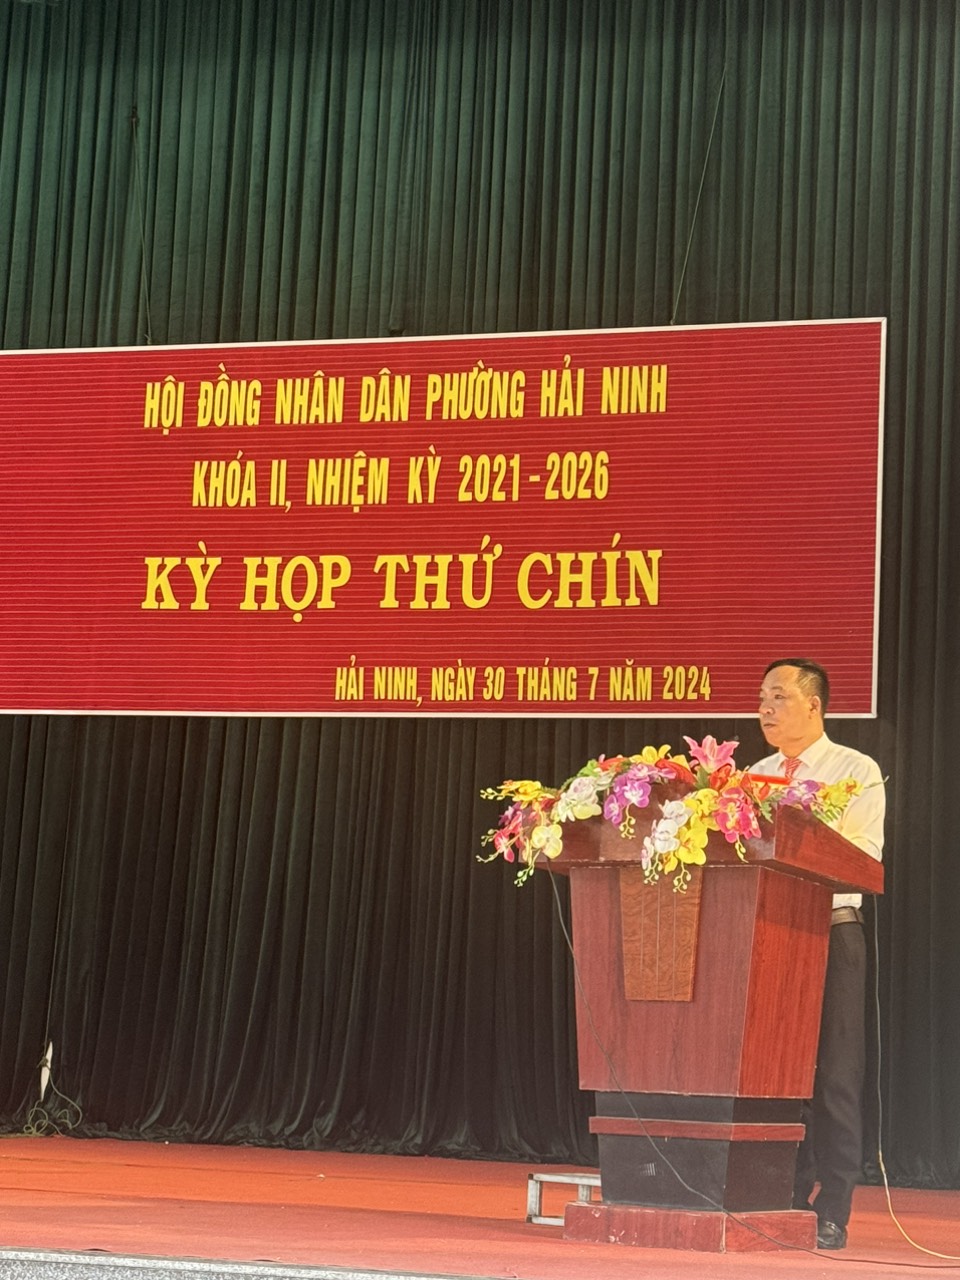 HỘI ĐỒNG NHÂN DÂN PHƯỜNG HẢI NINH
KHÓA II, NHIỆM KỲ 2021-2026
KỲ HỌP THỨ CHÍN
HẢI NINH, NGÀY 30 THÁNG 7 NĂM 2024